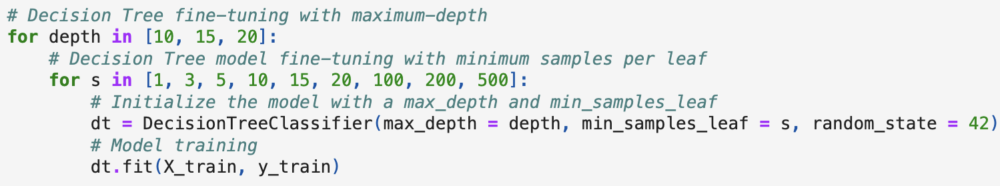 # Decision Tree fine-tuning with maximum-depth
for depth in [10, 15, 20]:
    # Decision Tree model fine-tuning with minimum samples per leaf
    for s in [1, 3, 5, 10, 15, 20, 100, 200, 500]:
        # Initialize the model with a max_depth and min_samples_leaf
        dt = DecisionTreeClassifier(max_depth = depth, min_samples_leaf = s, random_state = 42)
        # Model training
        dt.fit(X_train, y_train)